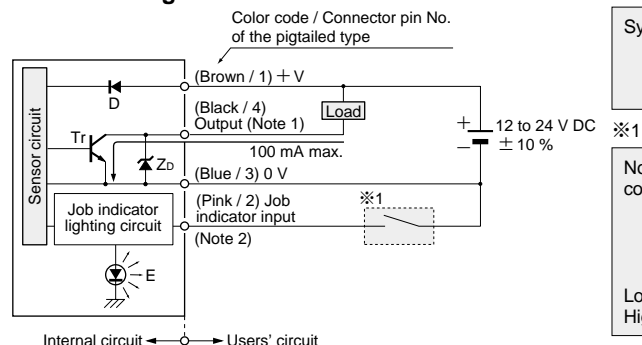 Color code / Connector pin No.
of the pigtailed type
(Brown / 1) + V
D
(Black / 4)
Output (Note 1)
Load
Tr
ZD
100 mA max.
+
−
12 to 24 V DC
± 10 %
Sensor circuit
(Blue / 3) 0 V
Job indicator
lighting circuit
(Pink / 2) Job
indicator input
(Note 2)
※1
E
Internal circuit
Users' circuit
Sy
※1
No
co
Lo
Hi